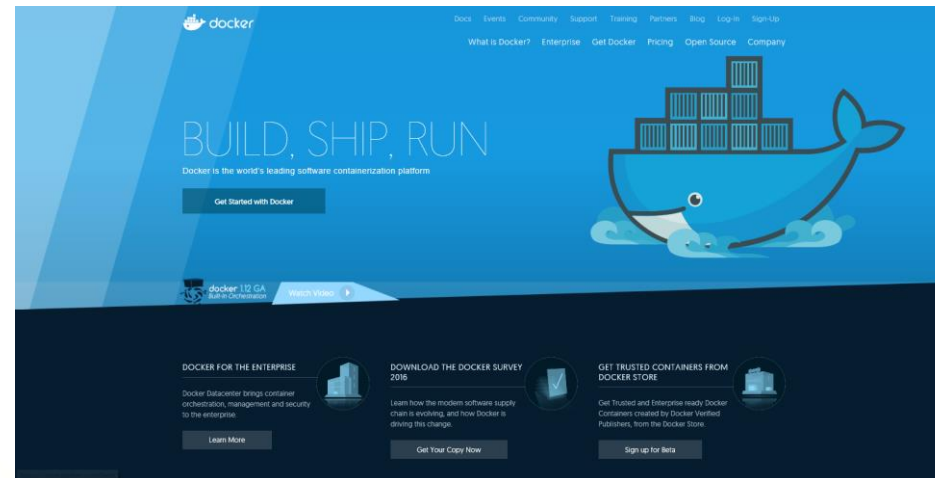 docker
Docs Events Community Support Training Partners Blog Log-In Sign-Up
What is Docker? Enterprise Get Docker Pricing Open Source Company
BUILD, SHIP, RUN
Docker is the world's leading software containerization platform
Get Started with Docker
docker 1.12 GA
Built-in Orchestration
Watch Video
DOCKER FOR THE ENTERPRISE
Docker Datacenter brings container
orchestration, management and security
to the enterprise
Learn More
DOWNLOAD THE DOCKER SURVEY
2016
Learn how the modern software supply
chain is evolving, and how Docker is
driving this change.
Get Your Copy Now
GET TRUSTED CONTAINERS FROM
DOCKER STORE
Get Trusted and Enterprise ready Docker
Containers created by Docker Verified
Publishers, from the Docker Store.
Sign up for Beta